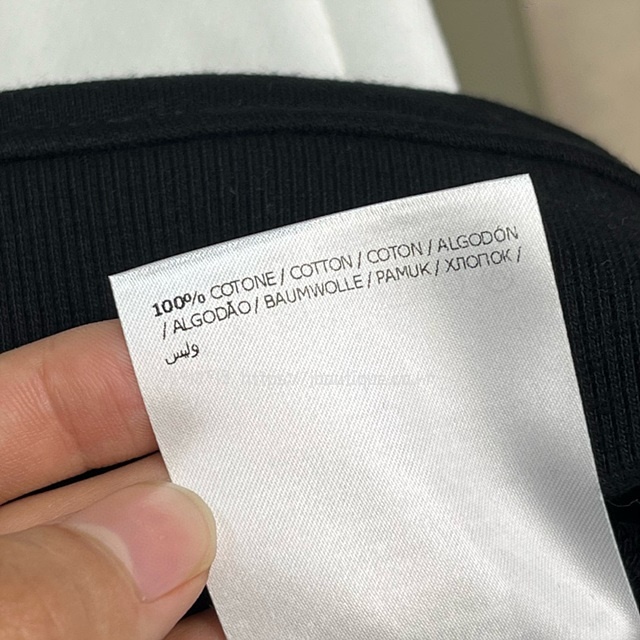 100% COTONE / COTTON / COTON / ALGODÓN
/ ALGODÃO / BAUMWOLLE / PAMUK / ХЛОПОК /
وليس